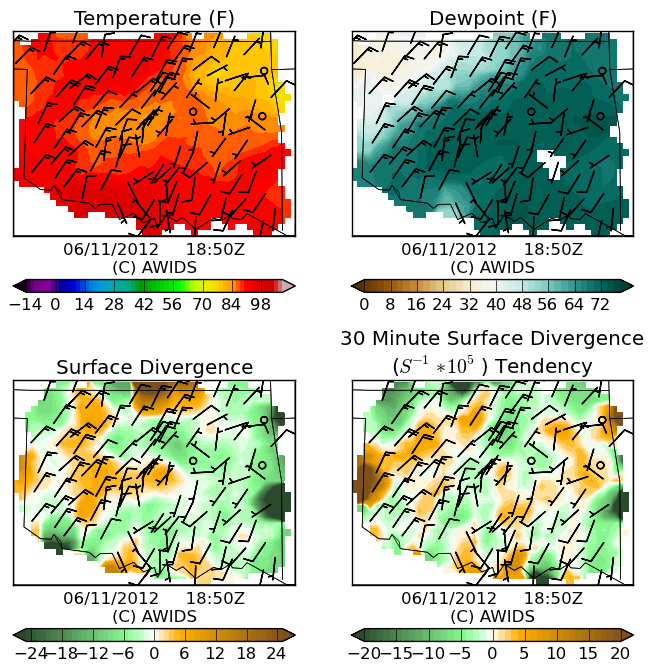 Temperature (F)
Dewpoint (F)
06/11/2012 18:50Z
(C) AWIDS
06/11/2012 18:50Z
(C) AWIDS
−14 0 14 28 42 56 70 84 98
0 8 16 24 32 40 48 56 64 72
Surface Divergence
30 Minute Surface Divergence
(S⁻¹ *10⁵ ) Tendency
06/11/2012 18:50Z
(C) AWIDS
06/11/2012 18:50Z
(C) AWIDS
−24 −18 −12 −6 0 6 12 18 24
−20 −15 −10 −5 0 5 10 15 20